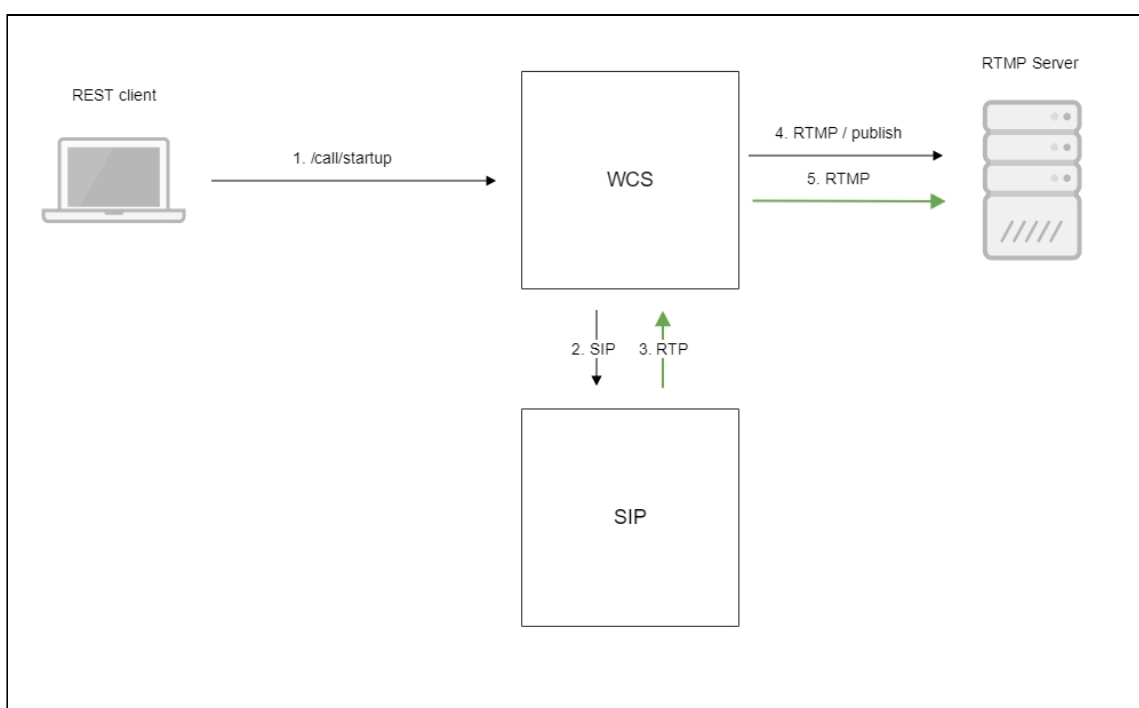 RTMP Server
REST client
4. RTMP / publish
1. /call/startup
WCS
5. RTMP
2. SIP
3. RTP
SIP